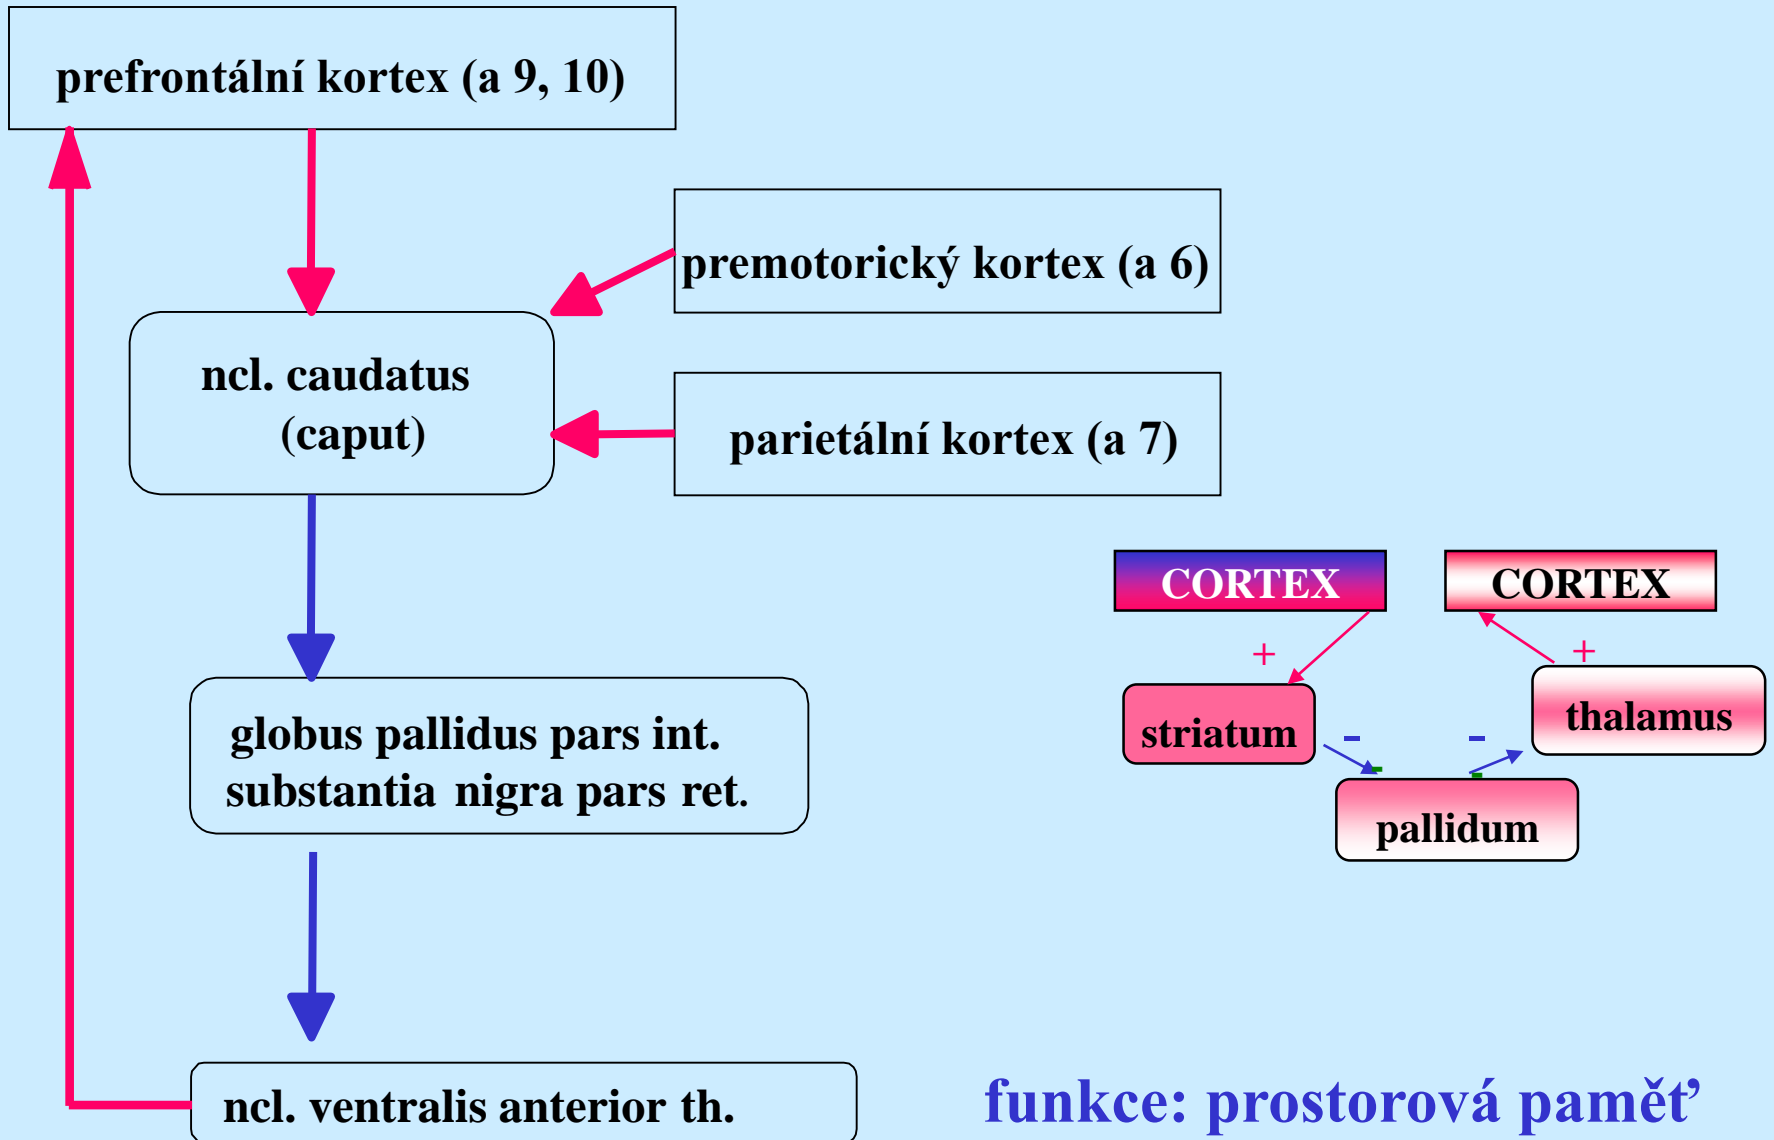 prefrontální kortex (a 9, 10)
premotorický kortex (a 6)
ncl. caudatus
(caput)
parietální kortex (a 7)
CORTEX
CORTEX
+
+
striatum
thalamus
-
-
-
-
pallidum
globus pallidus pars int.
substantia nigra pars ret.
ncl. ventralis anterior th.
funkce: prostorová paměť